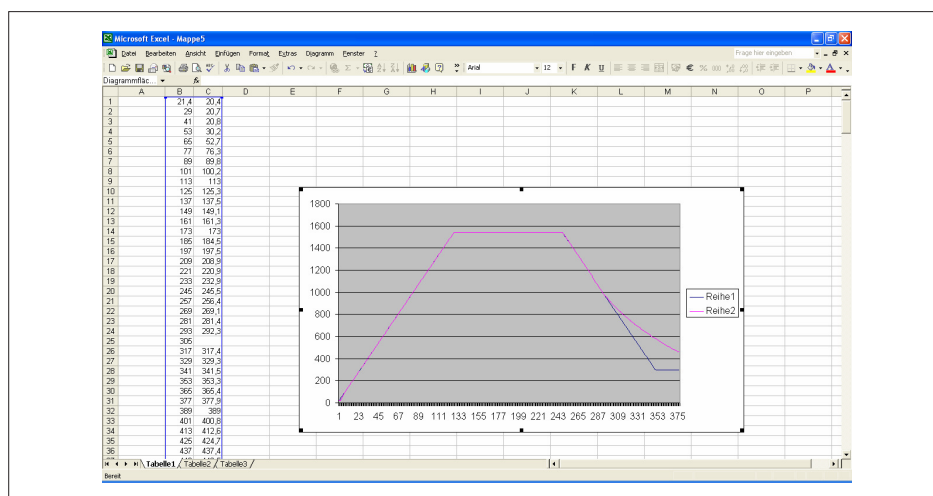 Microsoft Excel - Mappe5
Datei Bearbeiten Ansicht Einfügen Format Extras Diagramm Fenster ? Frage hier eingeben
Arial 12 F K U € % 000
Diagrammfläc... fx
A B C D E F G H I J K L M N O P
1 21,4 20,4
2 29 20,7
3 41 20,8
4 53 30,2
5 65 52,7
6 77 76,3
7 89 89,8
8 101 100,2
9 113 113
10 125 125,3
11 137 137,5
12 149 149,1
13 161 161,3
14 173 173
15 185 184,5
16 197 197,5
17 209 208,9
18 221 220,9
19 233 232,9
20 245 245,5
21 257 256,4
22 269 269,1
23 281 281,4
24 293 292,3
25 305
26 317 317,4
27 329 329,3
28 341 341,5
29 353 353,3
30 365 365,4
31 377 377,9
32 389 389
33 401 400,8
34 413 412,6
35 425 424,7
36 437 437,4
1800
1600
1400
1200
1000
800
600
400
200
0
1 23 45 67 89 111 133 155 177 199 221 243 265 287 309 331 353 375
Reihe1
Reihe2
Tabelle1 Tabelle2 Tabelle3
Bereit